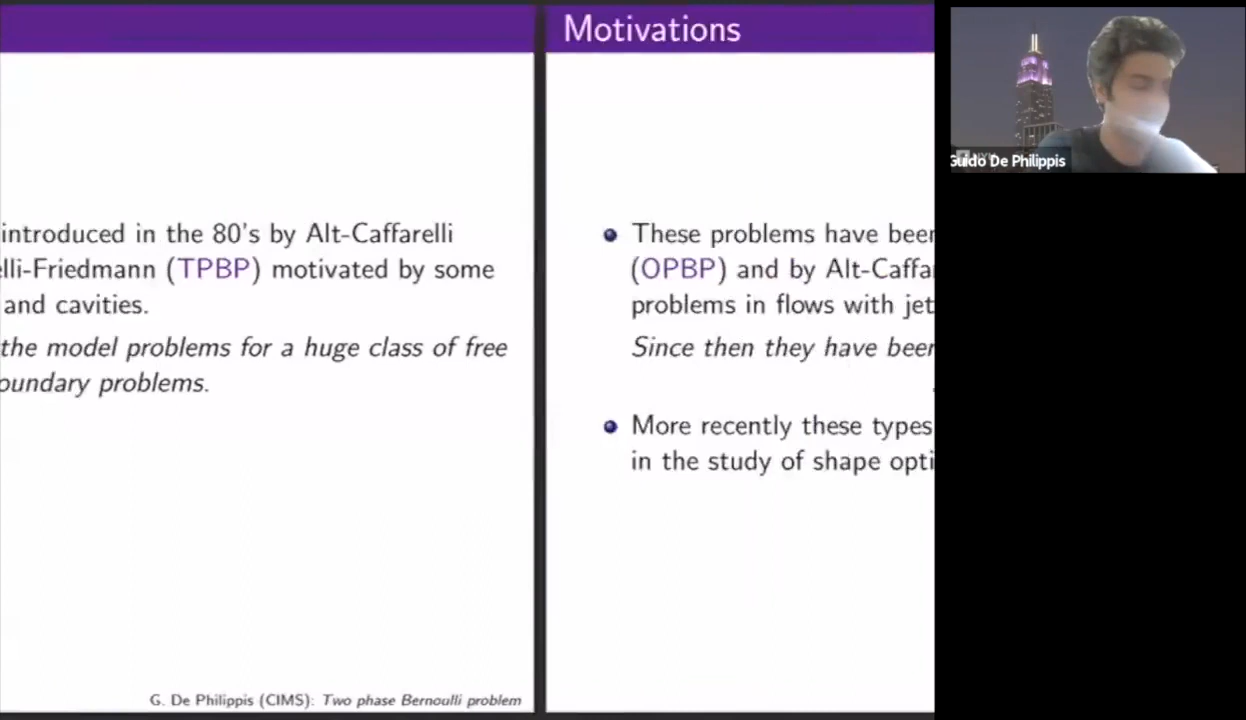 introduced in the 80's by Alt-Caffarelli
elli-Friedmann (TPBP) motivated by some
and cavities.
the model problems for a huge class of free
oundary problems.
G. De Philippis (CIMS): Two phase Bernoulli problem
Motivations
These problems have been
(OPBP) and by Alt-Caffa
problems in flows with jet
Since then they have been
More recently these types
in the study of shape opti
Guido De Philippis